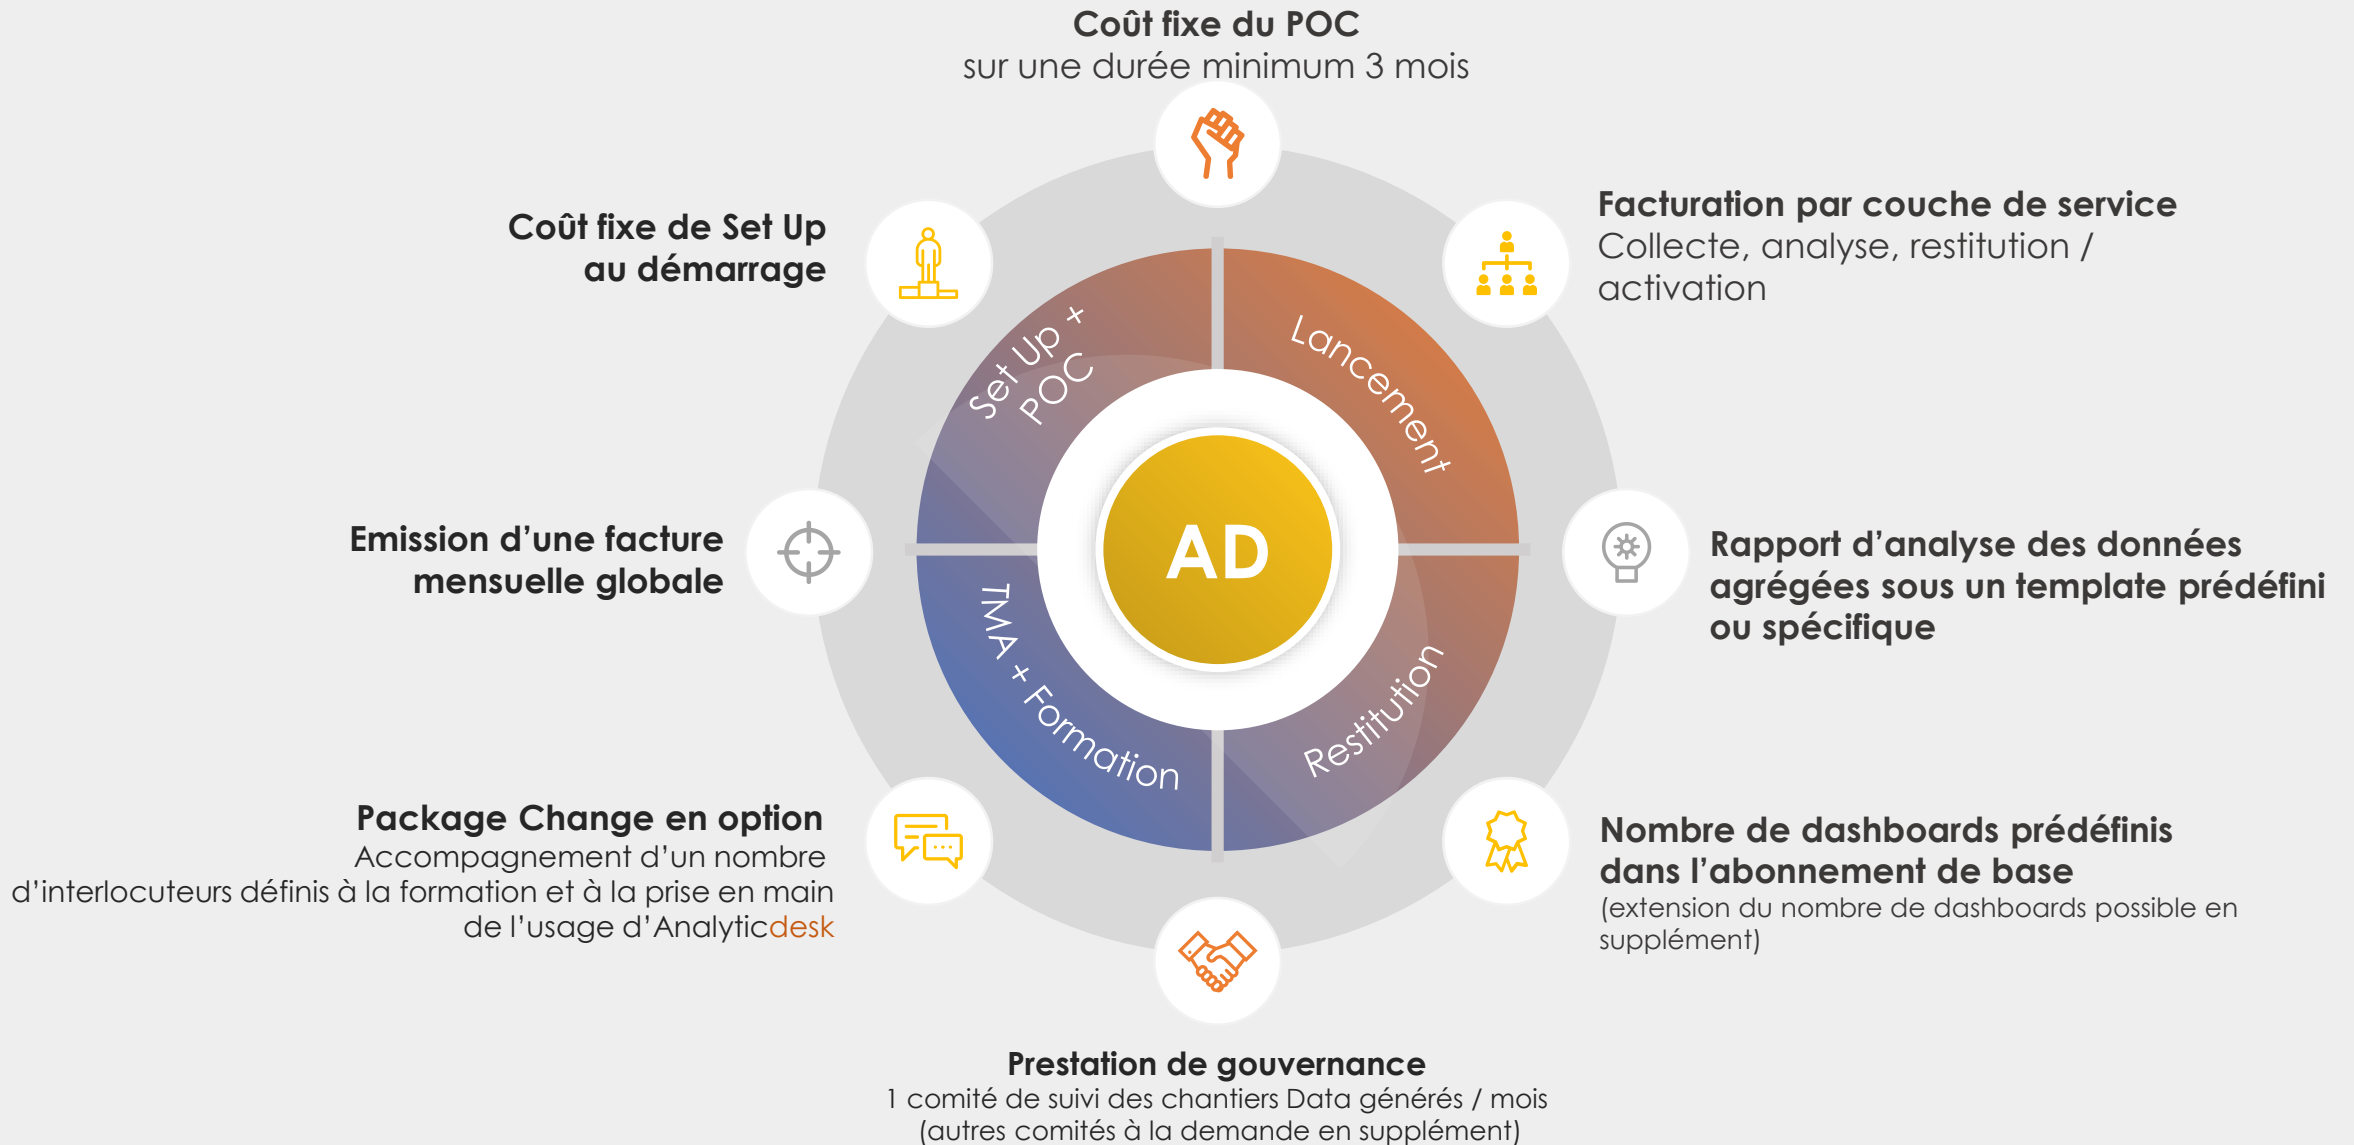 Coût fixe du POC
sur une durée minimum 3 mois
Coût fixe de Set Up
au démarrage
Facturation par couche de service
Collecte, analyse, restitution /
activation
Set Up +
POC
Lancement
AD
Emission d’une facture
mensuelle globale
Rapport d’analyse des données
agrégées sous un template prédéfini
ou spécifique
TMA + Formation
Restitution
Package Change en option
Accompagnement d’un nombre
d’interlocuteurs définis à la formation et à la prise en main
de l’usage d’Analyticdesk
Nombre de dashboards prédéfinis
dans l’abonnement de base
(extension du nombre de dashboards possible en
supplément)
Prestation de gouvernance
1 comité de suivi des chantiers Data générés / mois
(autres comités à la demande en supplément)